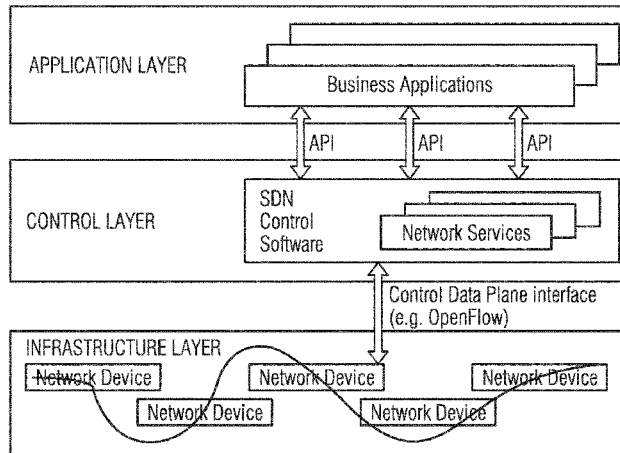 APPLICATION LAYER
Business Applications
API
API
API
CONTROL LAYER
SDN
Control
Software
Network Services
Control Data Plane interface
(e.g. OpenFlow)
INFRASTRUCTURE LAYER
Network Device
Network Device
Network Device
Network Device
Network Device